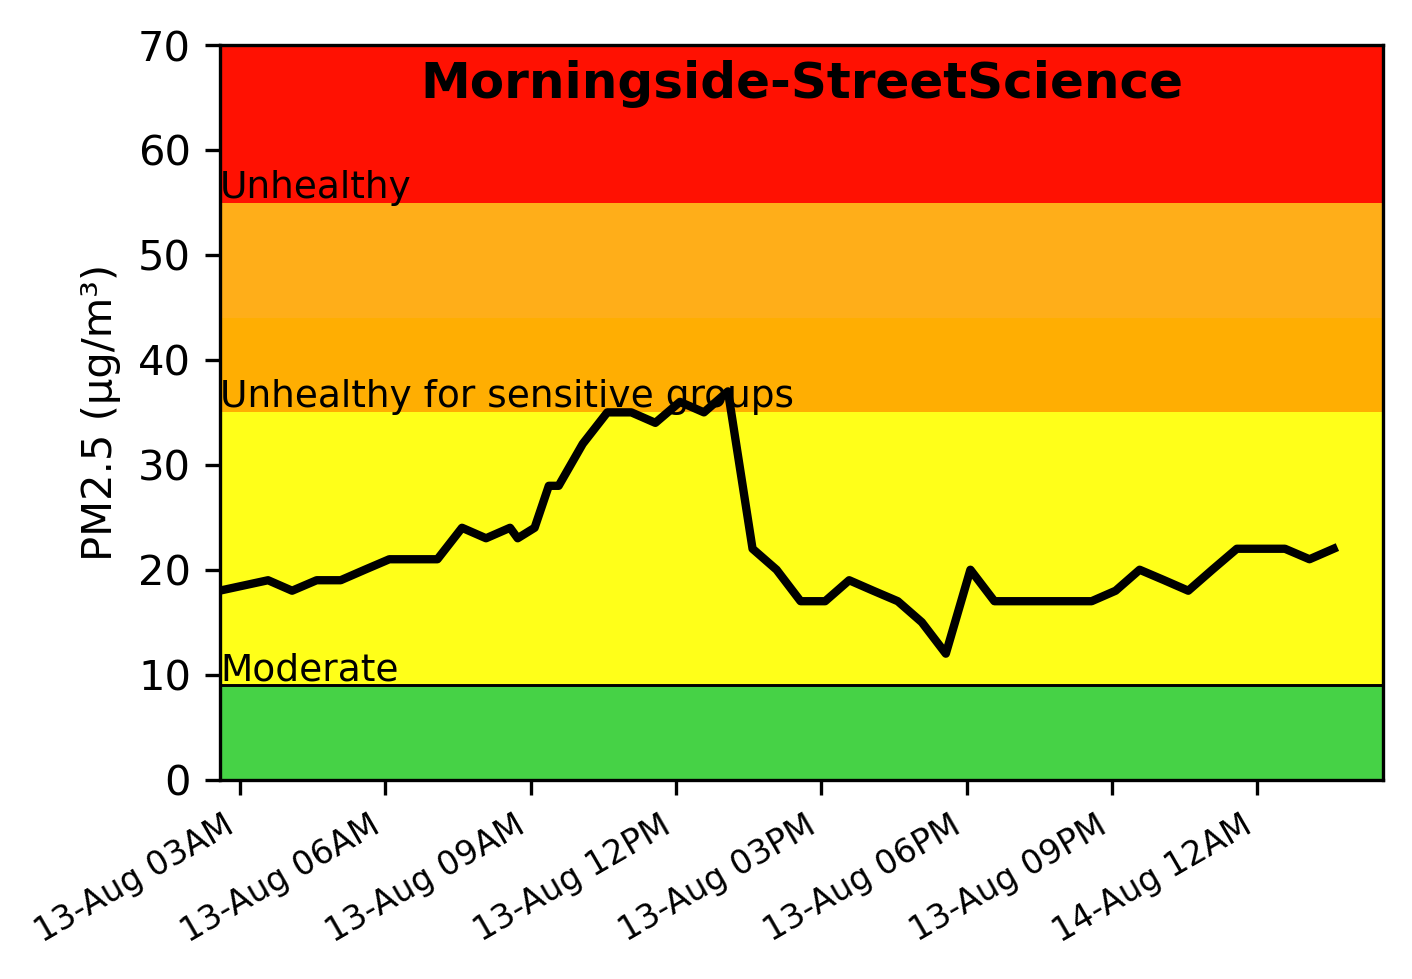 Morningside-StreetScience
70
60
Unhealthy
50
40
Unhealthy for sensitive groups
30
20
10
Moderate
0
PM2.5 (μg/m³)
13-Aug 03AM
13-Aug 06AM
13-Aug 09AM
13-Aug 12PM
13-Aug 03PM
13-Aug 06PM
13-Aug 09PM
14-Aug 12AM